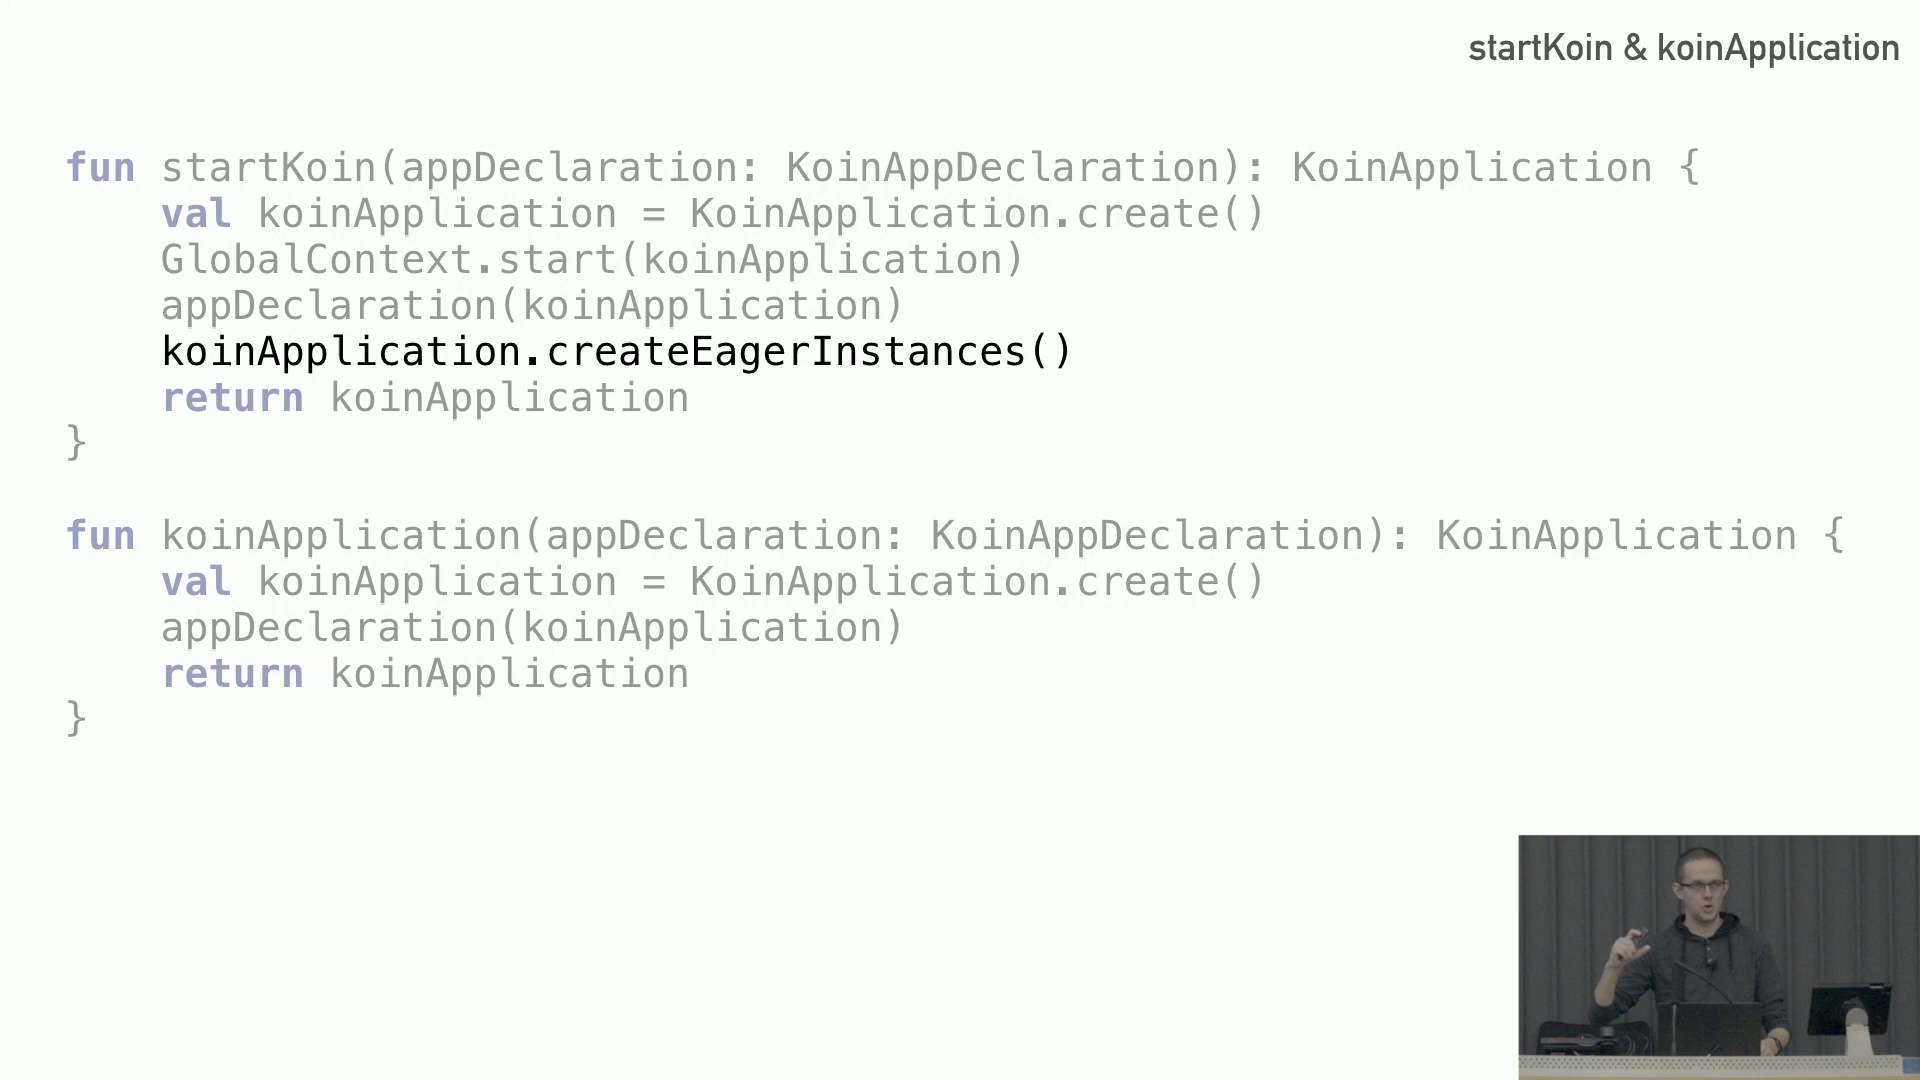 startKoin & koinApplication
fun startKoin(appDeclaration: KoinAppDeclaration): KoinApplication {
    val koinApplication = KoinApplication.create()
    GlobalContext.start(koinApplication)
    appDeclaration(koinApplication)
    koinApplication.createEagerInstances()
    return koinApplication
}
fun koinApplication(appDeclaration: KoinAppDeclaration): KoinApplication {
    val koinApplication = KoinApplication.create()
    appDeclaration(koinApplication)
    return koinApplication
}